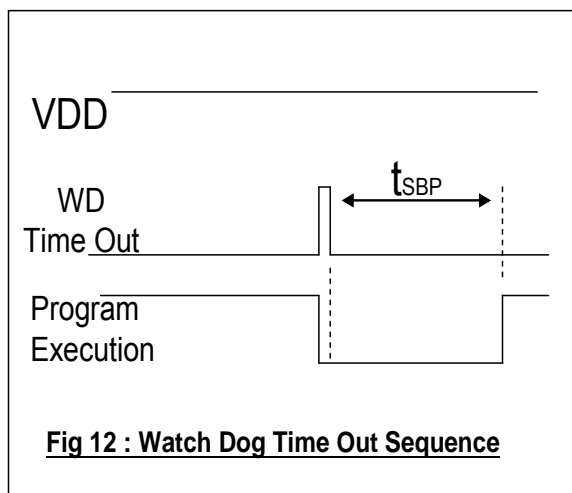 VDD
tSBP
WD
Time Out
Program
Execution
Fig 12 : Watch Dog Time Out Sequence